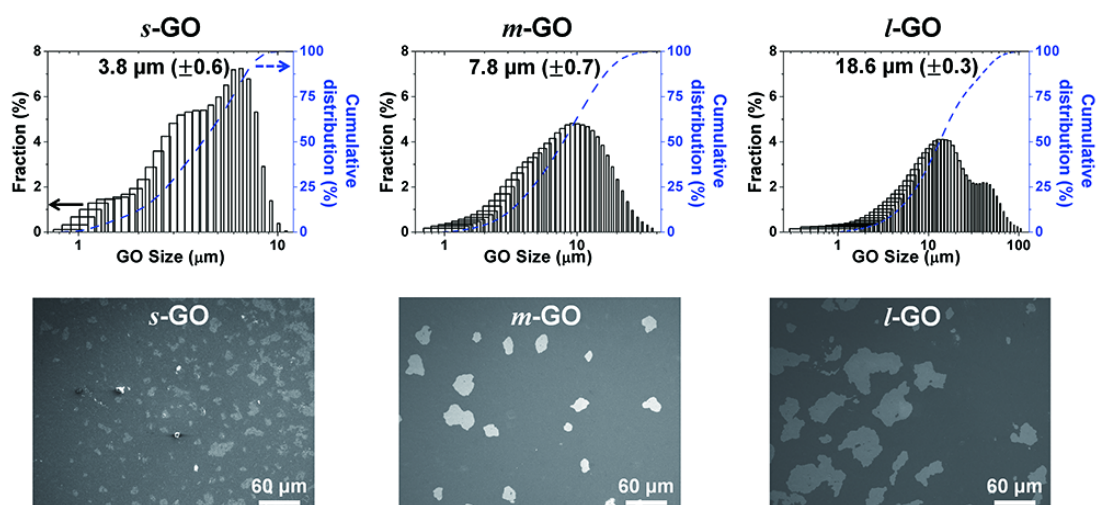 s-GO
3.8 μm (±0.6)
Fraction (%)
8
6
4
2
0
100
75
50
25
0
Cumulative
distribution (%)
1
10
GO Size (μm)
m-GO
7.8 μm (±0.7)
Fraction (%)
8
6
4
2
0
100
75
50
25
0
Cumulative
distribution (%)
1
10
GO Size (μm)
l-GO
18.6 μm (±0.3)
Fraction (%)
8
6
4
2
0
100
75
50
25
0
Cumulative
distribution (%)
1
10
100
GO Size (μm)
s-GO
60 μm
m-GO
60 μm
l-GO
60 μm